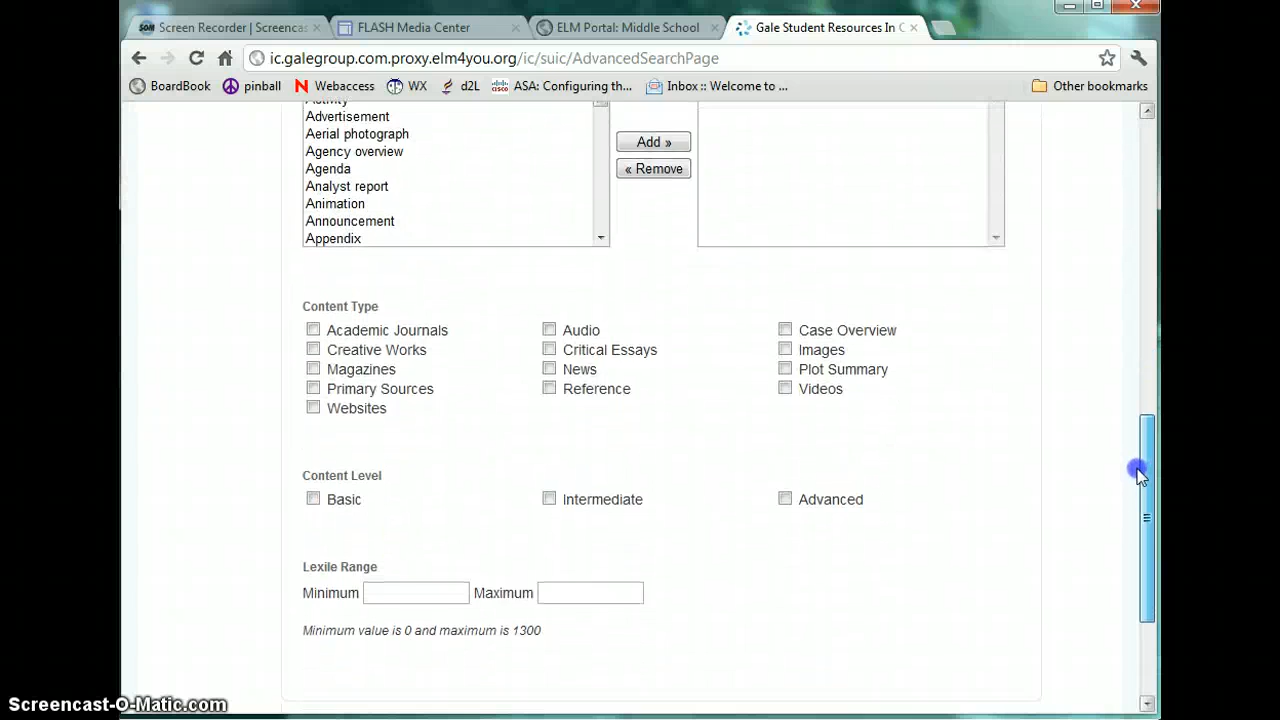 Screen Recorder | Screencas
FLASH Media Center
ELM Portal: Middle School
Gale Student Resources In C
ic.galegroup.com.proxy.elm4you.org/ic/suic/AdvancedSearchPage
BoardBook pinball Webaccess WX d2L ASA: Configuring th... Inbox :: Welcome to ... Other bookmarks
Activity
Advertisement
Aerial photograph
Agency overview
Agenda
Analyst report
Animation
Announcement
Appendix
Add »
« Remove
Content Type
Academic Journals Audio Case Overview
Creative Works Critical Essays Images
Magazines News Plot Summary
Primary Sources Reference Videos
Websites
Content Level
Basic Intermediate Advanced
Lexile Range
Minimum Maximum
Minimum value is 0 and maximum is 1300
Screencast-O-Matic.com